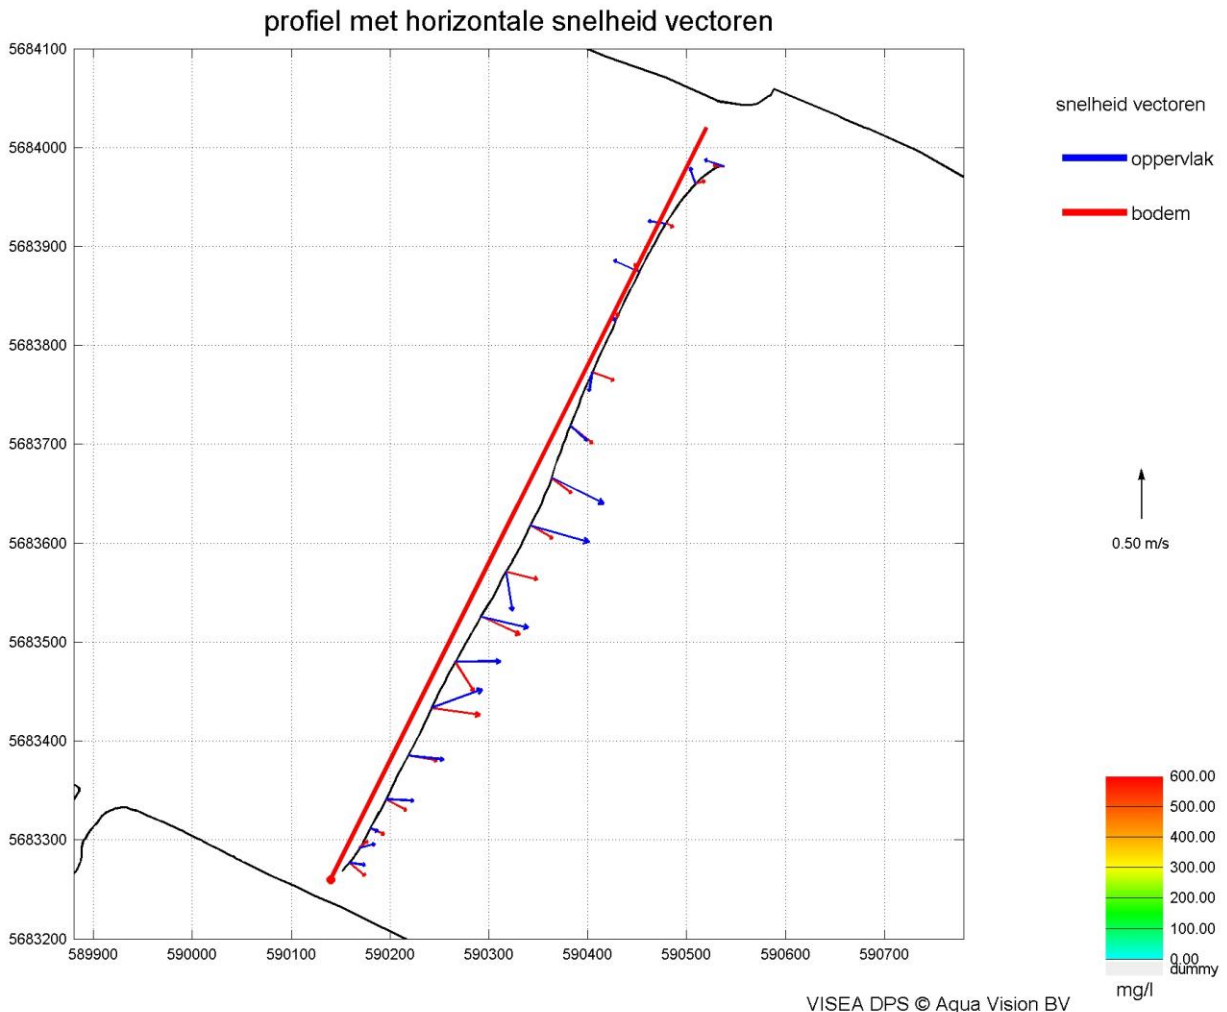 profiel met horizontale snelheid vectoren
5684100
5684000
5683900
5683800
5683700
5683600
5683500
5683400
5683300
5683200
589900 590000 590100 590200 590300 590400 590500 590600 590700
snelheid vectoren
oppervlak
bodem
0.50 m/s
600.00
500.00
400.00
300.00
200.00
100.00
0.00
dummy
mg/l
VISEA DPS © Aqua Vision BV